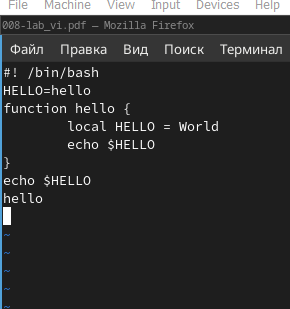 File Machine View Input Devices Help
008-lab_vi.pdf — Mozilla Firefox
Файл Правка Вид Поиск Терминал
#! /bin/bash
HELLO=hello
function hello {
        local HELLO = World
        echo $HELLO
}
echo $HELLO
hello
~
~
~
~
~